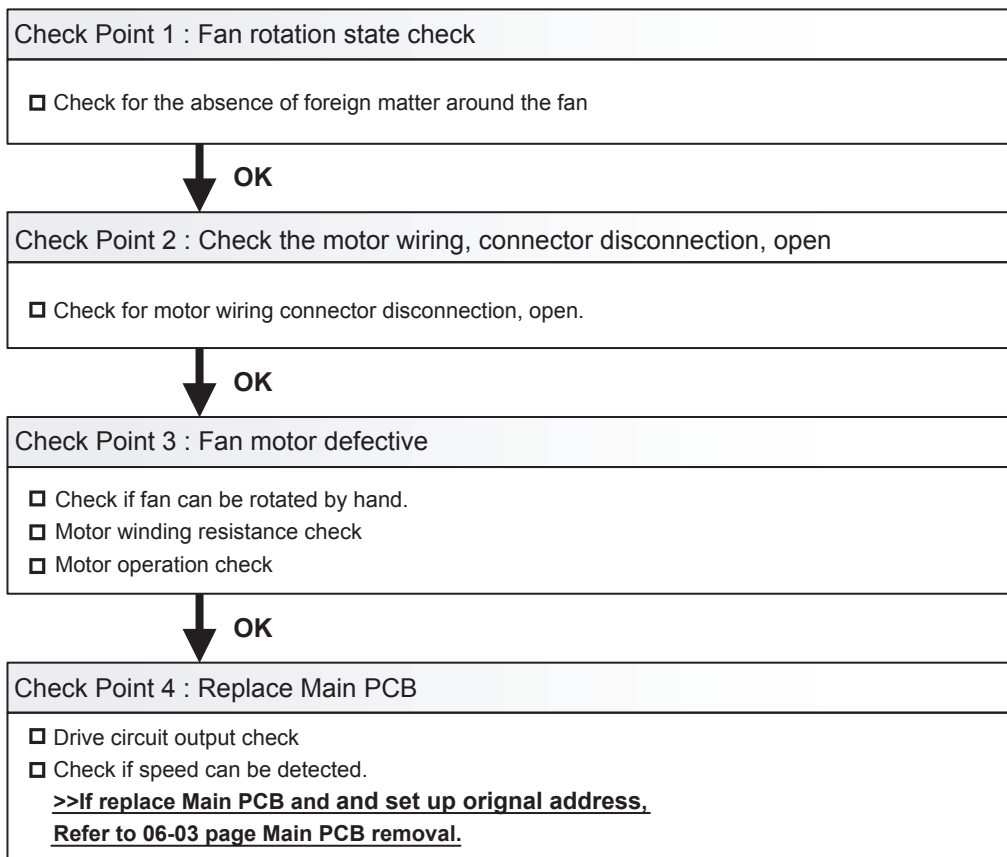 Check Point 1 : Fan rotation state check
Check for the absence of foreign matter around the fan
OK
Check Point 2 : Check the motor wiring, connector disconnection, open
Check for motor wiring connector disconnection, open.
OK
Check Point 3 : Fan motor defective
Check if fan can be rotated by hand.
Motor winding resistance check
Motor operation check
OK
Check Point 4 : Replace Main PCB
Drive circuit output check
Check if speed can be detected.
>>If replace Main PCB and and set up orignal address,
Refer to 06-03 page Main PCB removal.